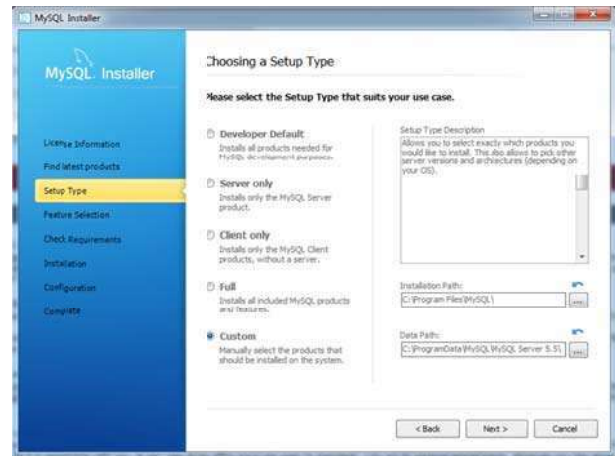 MySQL Installer
MySQL Installer
Choosing a Setup Type
Please select the Setup Type that suits your use case.
License Information
Find latest products
Setup Type
Feature Selection
Check Requirements
Installation
Configuration
Complete
Developer Default
Installs all products needed for
MySQL development purposes.
Server only
Installs only the MySQL Server
product.
Client only
Installs only the MySQL Client
products, without a server.
Full
Installs all included MySQL products
and features.
Custom
Manually select the products that
should be installed on the system.
Setup Type Description
Allows you to select exactly which products you
would like to install. This also allows to pick other
server versions and architectures (depending on
your OS).
Installation Path:
C:\Program Files\MySQL\
...
Data Path:
C:\ProgramData\MySQL\MySQL Server 5.5\
...
< Back
Next >
Cancel